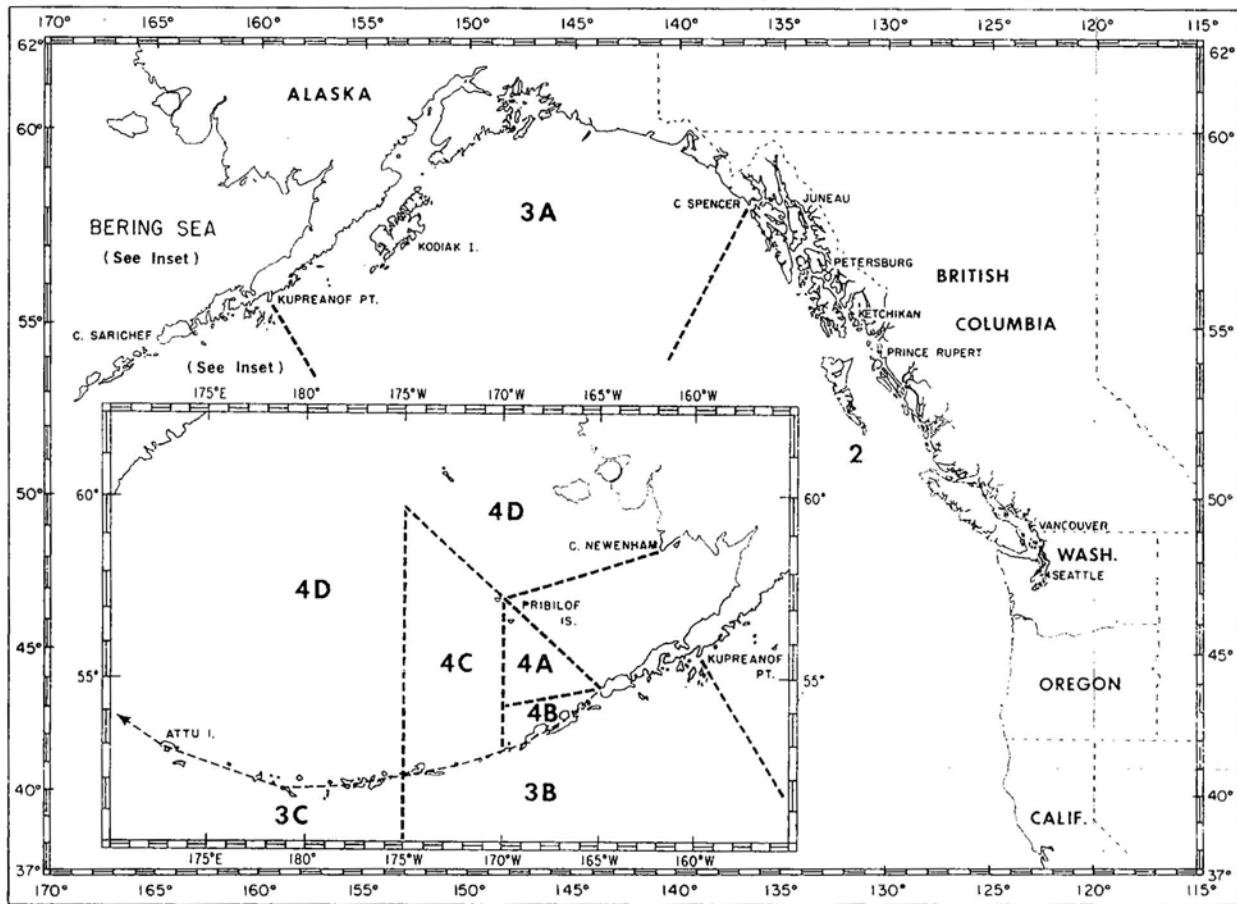 170° 165° 160° 155° 150° 145° 140° 135° 130° 125° 120° 115°
62° 62°
ALASKA
60° 60°
3A
C SPENCER
JUNEAU
BERING SEA
(See Inset)
KODIAK I.
PETERSBURG
BRITISH
COLUMBIA
KUPREANOF PT.
KETCHIKAN
55° 55°
C. SARICHEF
PRINCE RUPERT
(See Inset)
175°E 180° 175°W 170°W 165°W 160°W
2
60° 60°
50° 50°
4D
VANCOUVER
C. NEWENHAM
WASH.
SEATTLE
4D
PRIBILOF
IS.
45° 45°
4C 4A
KUPREANOF
PT.
55° 55°
OREGON
4B
ATTU I.
40° 40°
3B
3C
CALIF.
175°E 180° 175°W 170°W 165°W 160°W
37° 37°
170° 165° 160° 155° 150° 145° 140° 135° 130° 125° 120° 115°